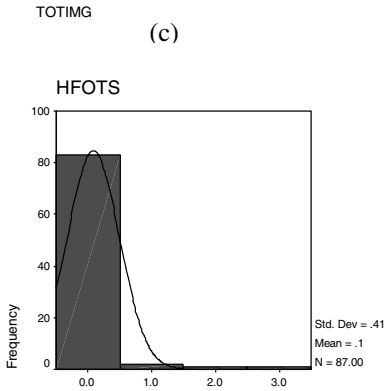 TOTIMG
(c)
HFOTS
100
80
60
40
20
0
Frequency
Std. Dev = .41
Mean = .1
N = 87.00
0.0 1.0 2.0 3.0